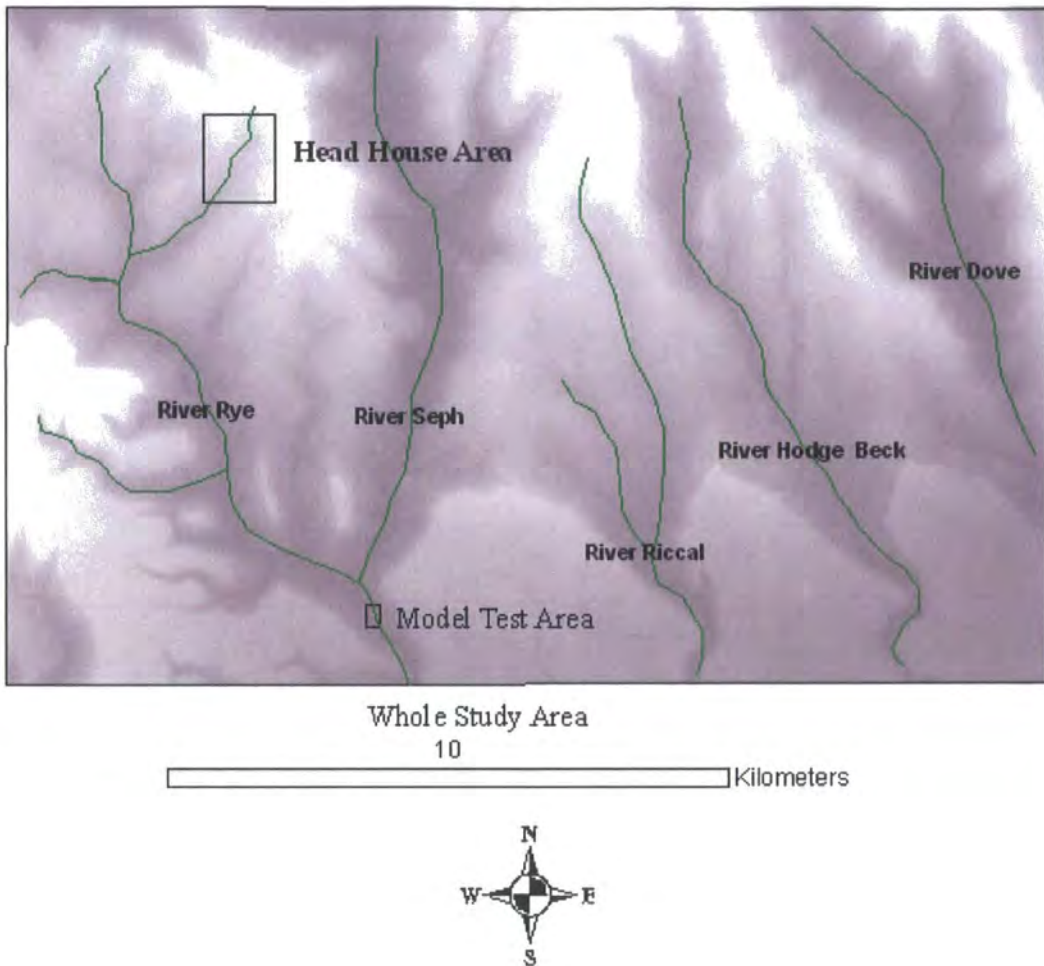 Head House Area
River Dove
River Rye
River Seph
River Hodge Beck
River Riccal
Model Test Area
Whole Study Area
10
Kilometers
N
W
E
S